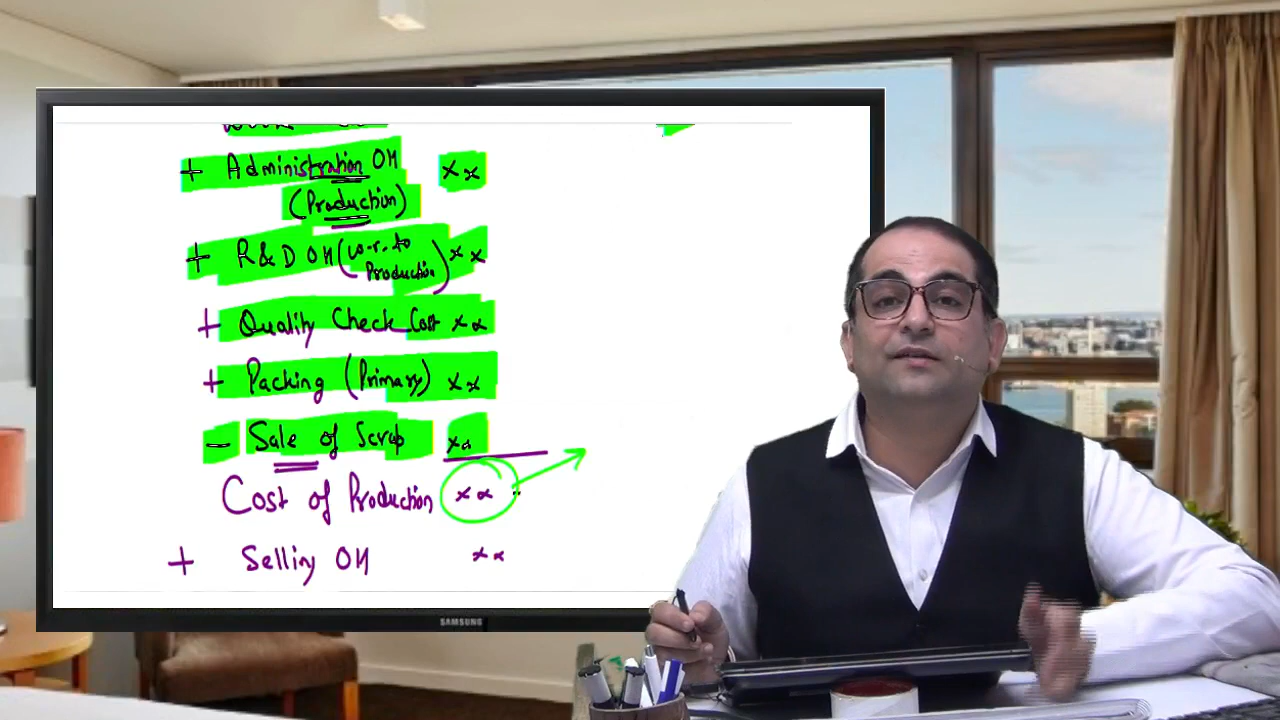 + Administration OH xx
(Production)
+ R&D OH (w.r.to xx
Production)
+ Quality Check Cost xx
+ Packing (Primary) xx
- Sale of Scrap xx
Cost of Production xx
+ Selling OH xx
SAMSUNG